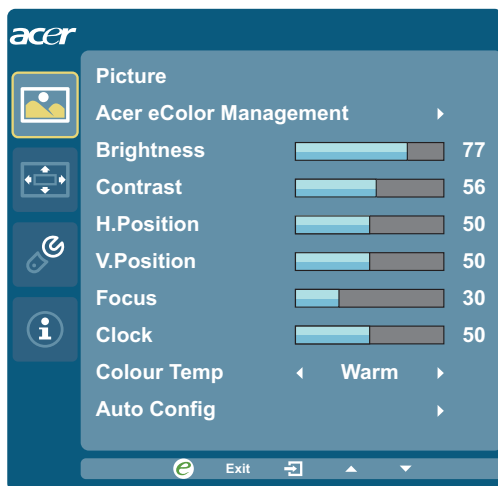 acer
Picture
Acer eColor Management
Brightness 77
Contrast 56
H.Position 50
V.Position 50
Focus 30
Clock 50
Colour Temp Warm
Auto Config
e Exit